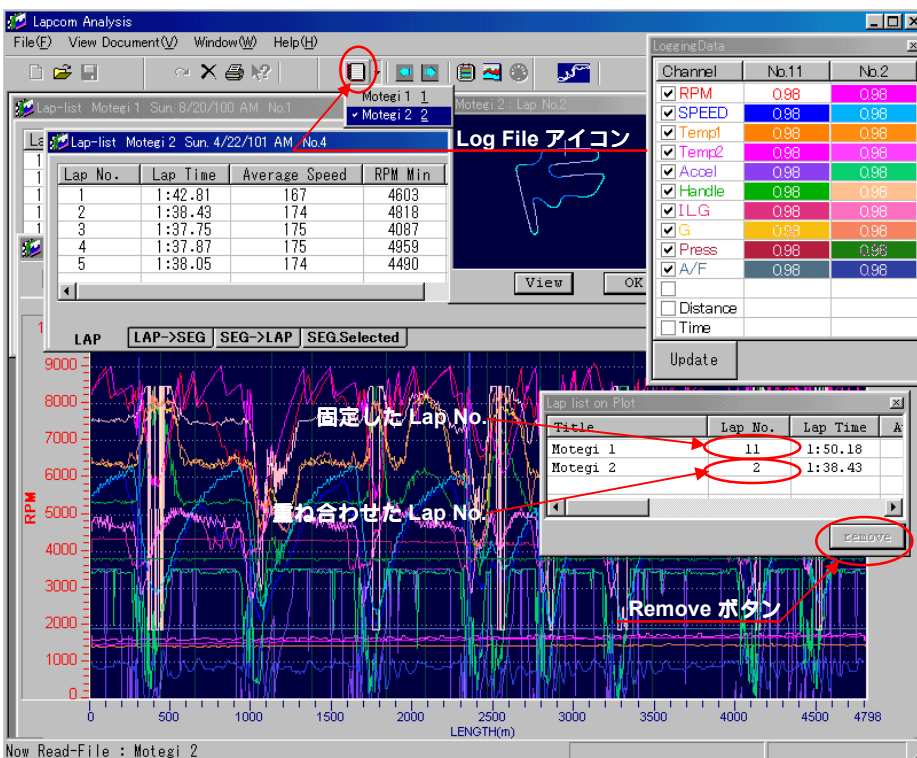 Lapcom Analysis
File(F) View Document(V) Window(W) Help(H)
Motegi 1 1
Motegi 2 2
Lap-list Motegi 1 Sun. 8/20/100 AM No.1
Motegi 2 : Lap No.2
Lap-list Motegi 2 Sun. 4/22/101 AM No.4
Log File アイコン
Lap No. Lap Time Average Speed RPM Min
1 1:42.81 167 4603
2 1:38.43 174 4818
3 1:37.75 175 4087
4 1:37.87 175 4959
5 1:38.05 174 4490
View OK
LAP LAP->SEG SEG->LAP SEG.Selected
LoggingData
Channel No.11 No.2
RPM 0.98 0.98
SPEED 0.98 0.98
Temp1 0.98 0.98
Temp2 0.98 0.98
Accel 0.98 0.98
Handle 0.98 0.98
ILG 0.98 0.98
G 0.98 0.98
Press 0.98 0.98
A/F 0.98 0.98
Distance
Time
Update
Lap list on Plot
Title Lap No. Lap Time A
Motegi 1 11 1:50.18
Motegi 2 2 1:38.43
remove
固定した Lap No.
重ね合わせた Lap No.
Remove ボタン
RPM
9000
8000
7000
6000
5000
4000
3000
2000
1000
0
0 500 1000 1500 2000 2500 3000 3500 4000 4500 4798
LENGTH(m)
Now Read-File : Motegi 2